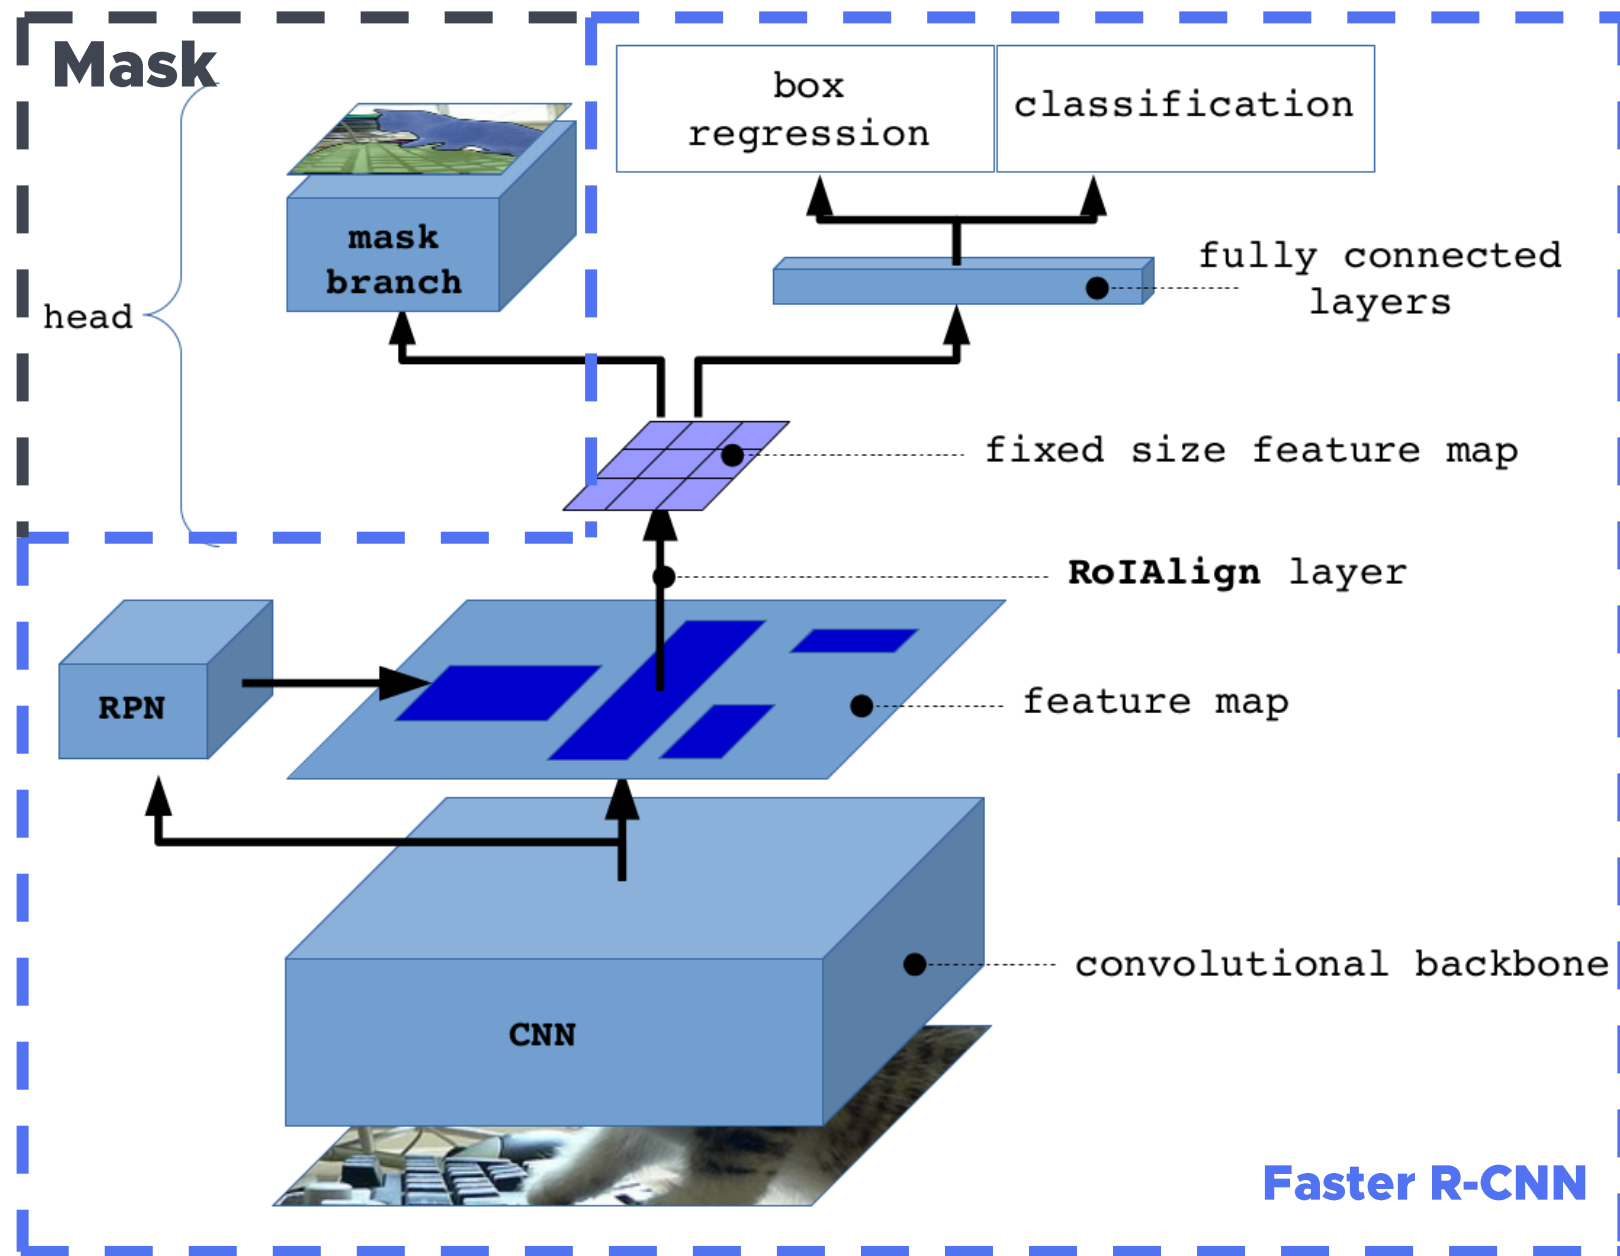 Mask
box
regression
classification
mask
branch
fully connected
layers
head
fixed size feature map
RoIAlign layer
RPN
feature map
convolutional backbone
CNN
Faster R-CNN